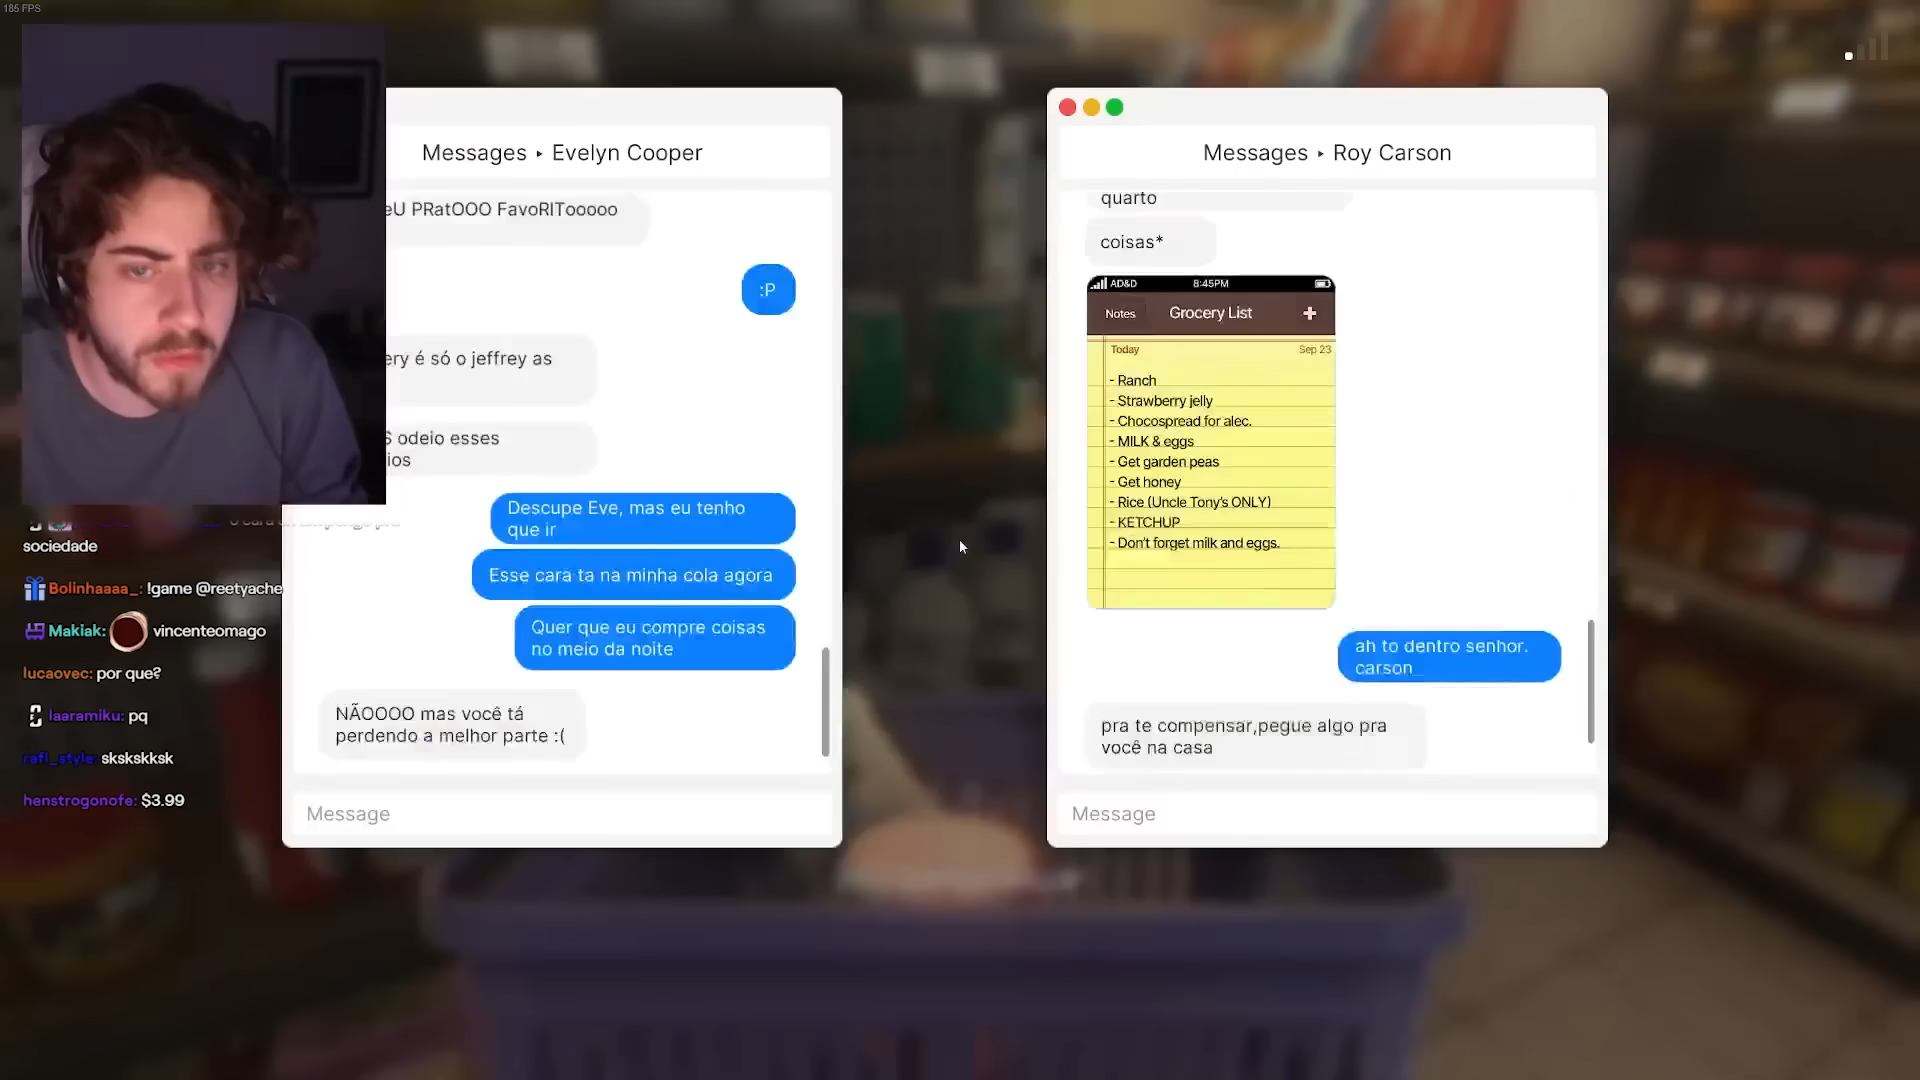 185 FPS
Messages ▸ Evelyn Cooper
eU PRatOOO FavoRITooooo
:P
ery é só o jeffrey as
odeio esses
ios
Descupe Eve, mas eu tenho
que ir
Esse cara ta na minha cola agora
Quer que eu compre coisas
no meio da noite
NÃOOOO mas você tá
perdendo a melhor parte :(
Message
Messages ▸ Roy Carson
quarto
coisas*
AD&D 8:45PM
Notes Grocery List +
Today Sep 23
- Ranch
- Strawberry jelly
- Chocospread for alec.
- MILK & eggs
- Get garden peas
- Get honey
- Rice (Uncle Tony's ONLY)
- KETCHUP
- Don't forget milk and eggs.
ah to dentro senhor.
carson
pra te compensar,pegue algo pra
você na casa
Message
sociedade
Bolinhaaaa_: !game @reetyache
Makiak: vincenteomago
lucaovec: por que?
laaramiku: pq
rafi_style: skskskksk
henstrogonofe: $3.99